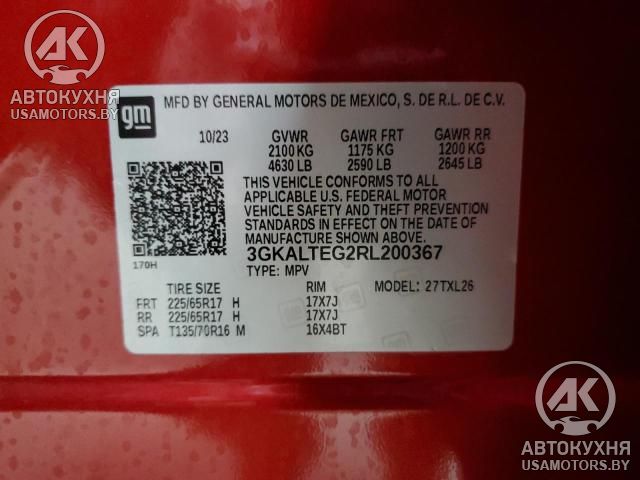 АК
АВТОКУХНЯ
USAMOTORS.BY
gm
MFD BY GENERAL MOTORS DE MEXICO, S. DE R.L. DE C.V.
10/23 GVWR GAWR FRT GAWR RR
2100 KG 1175 KG 1200 KG
4630 LB 2590 LB 2645 LB
THIS VEHICLE CONFORMS TO ALL
APPLICABLE U.S. FEDERAL MOTOR
VEHICLE SAFETY AND THEFT PREVENTION
STANDARDS IN EFFECT ON THE DATE OF
MANUFACTURE SHOWN ABOVE.
170H 3GKALTEG2RL200367
TYPE: MPV
TIRE SIZE RIM MODEL: 27TXL26
FRT 225/65R17 H 17X7J
RR 225/65R17 H 17X7J
SPA T135/70R16 M 16X4BT
АК
АВТОКУХНЯ
USAMOTORS.BY